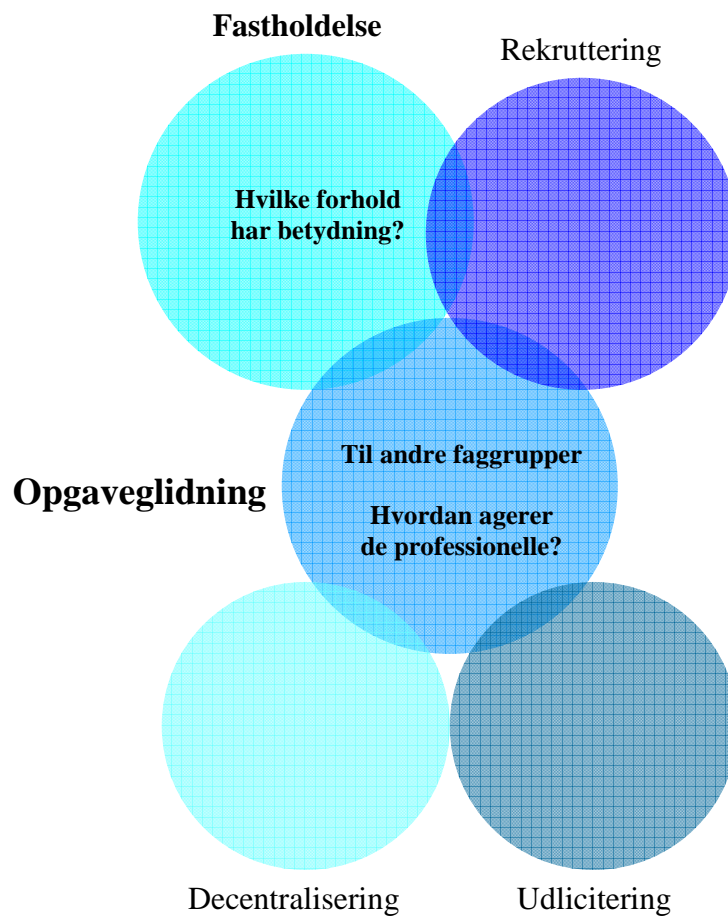 Fastholdelse
Rekruttering
Hvilke forhold
har betydning?
Til andre faggrupper
Opgaveglidning
Hvordan agerer
de professionelle?
Decentralisering
Udlicitering